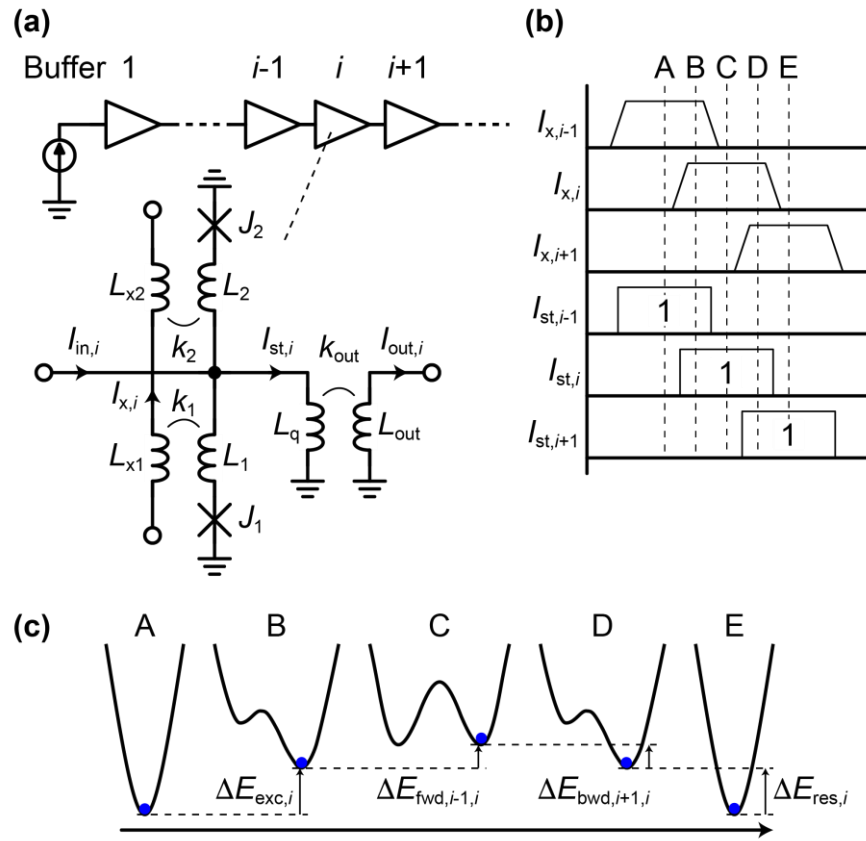 (a)
Buffer 1 i-1 i i+1
J2
Lx2 L2
Iin,i k2 Ist,i kout Iout,i
Ix,i k1
Lq Lout
Lx1 L1
J1
(b)
A B C D E
Ix,i-1
Ix,i
Ix,i+1
Ist,i-1 1
Ist,i 1
Ist,i+1 1
(c)
A B C D E
ΔEexc,i ΔEfwd,i-1,i ΔEbwd,i+1,i ΔEres,i